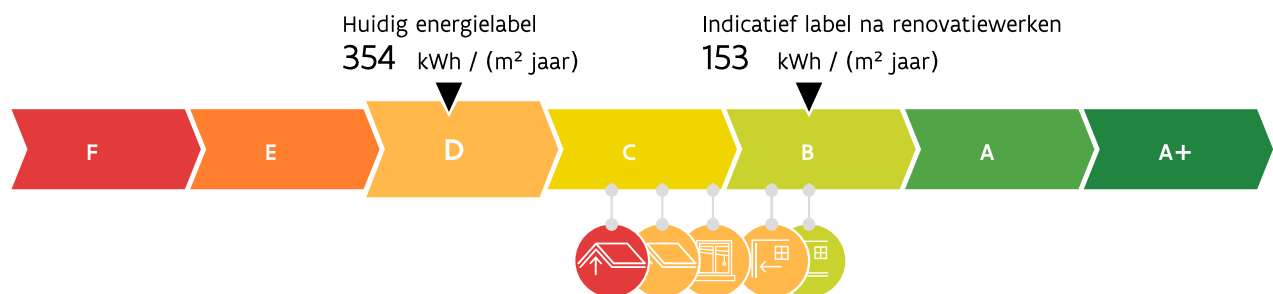 Huidig energielabel
354 kWh / (m² jaar)
Indicatief label na renovatiewerken
153 kWh / (m² jaar)
F E D C B A A+